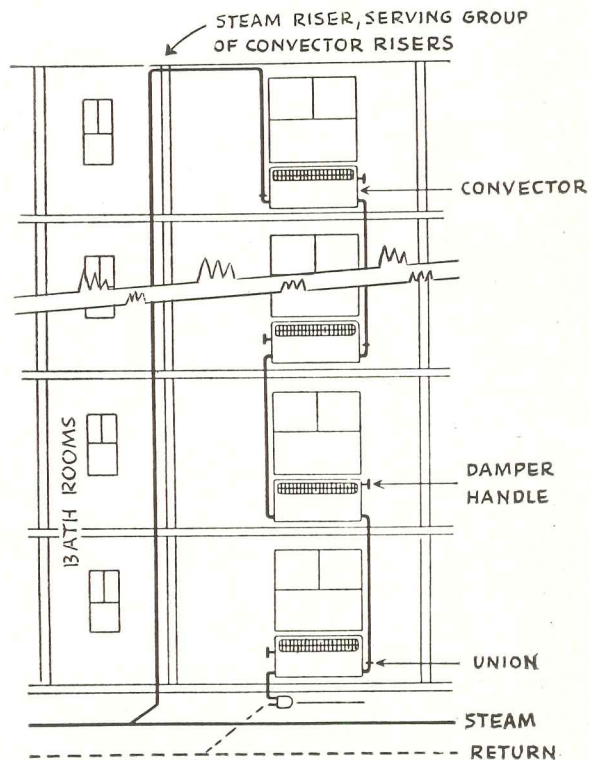 STEAM RISER, SERVING GROUP
OF CONVECTOR RISERS
CONVECTOR
BATH ROOMS
DAMPER
HANDLE
UNION
STEAM
RETURN